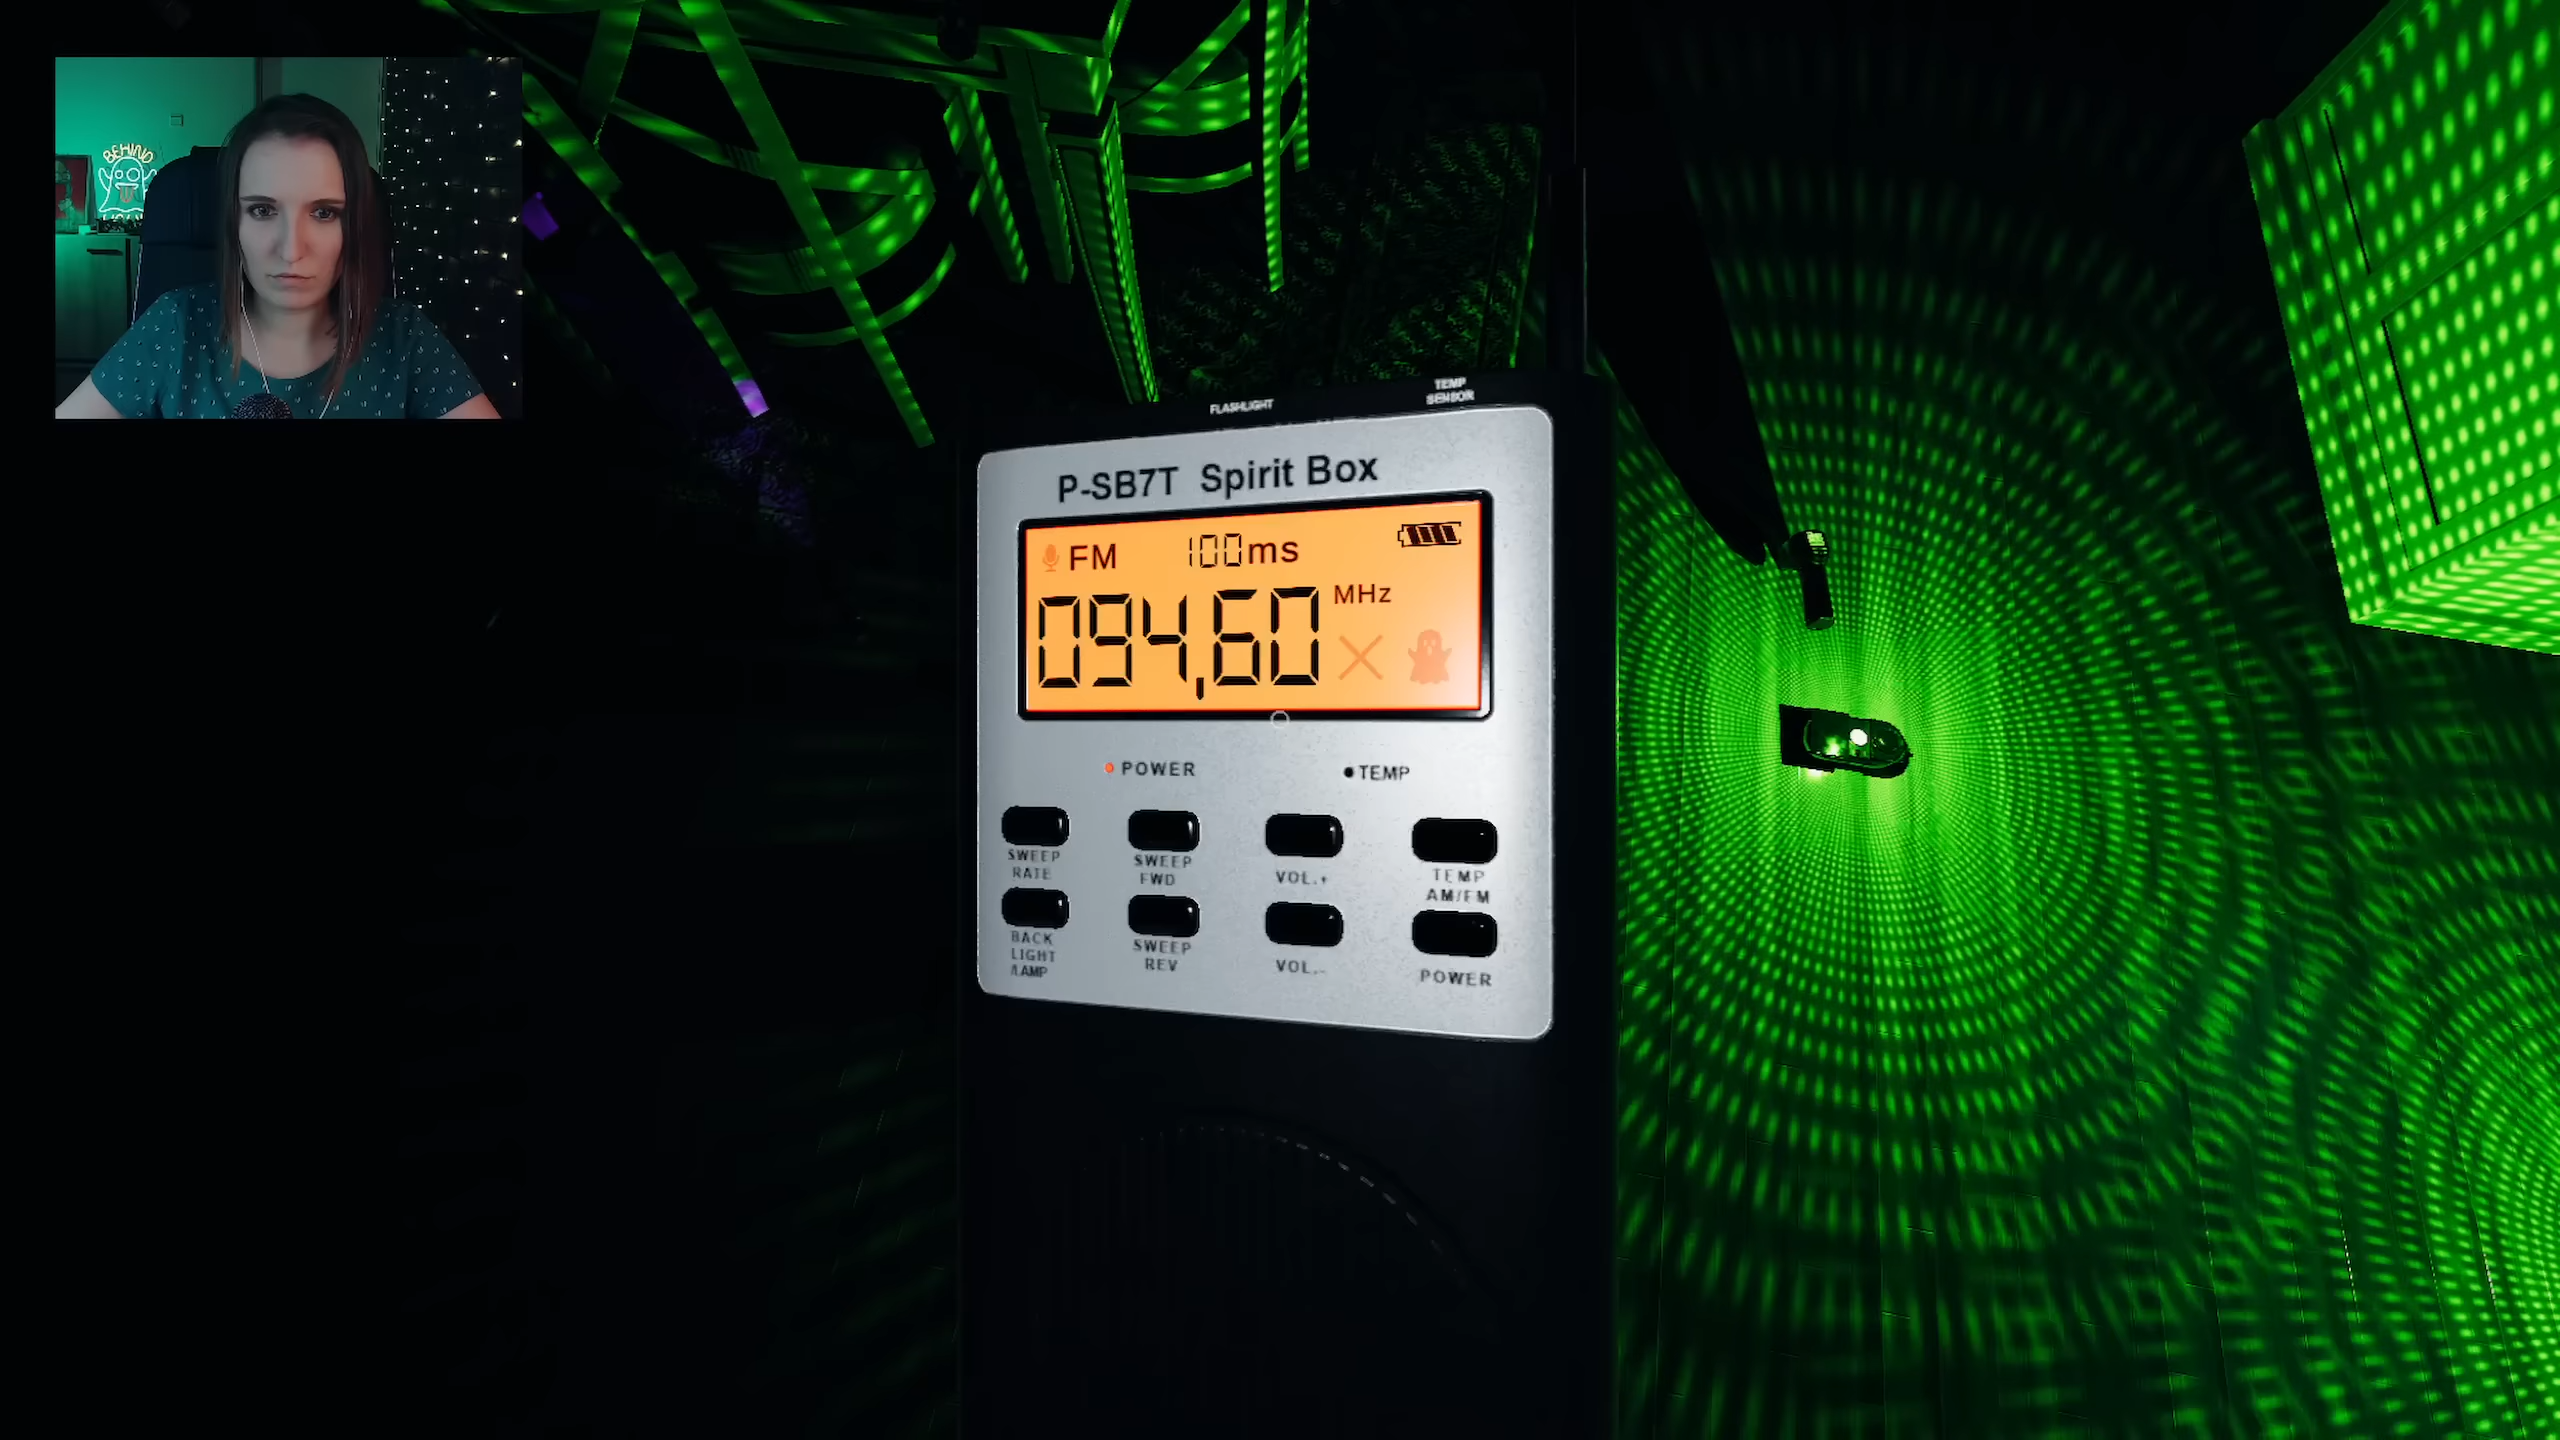 BEHIND
FLASHLIGHT
TEMP
SENSOR
P-SB7T Spirit Box
FM 100ms
094,60 MHz
POWER
TEMP
SWEEP
RATE
SWEEP
FWD
VOL.+
TEMP
AM/FM
BACK
LIGHT
/LAMP
SWEEP
REV
VOL.-
POWER